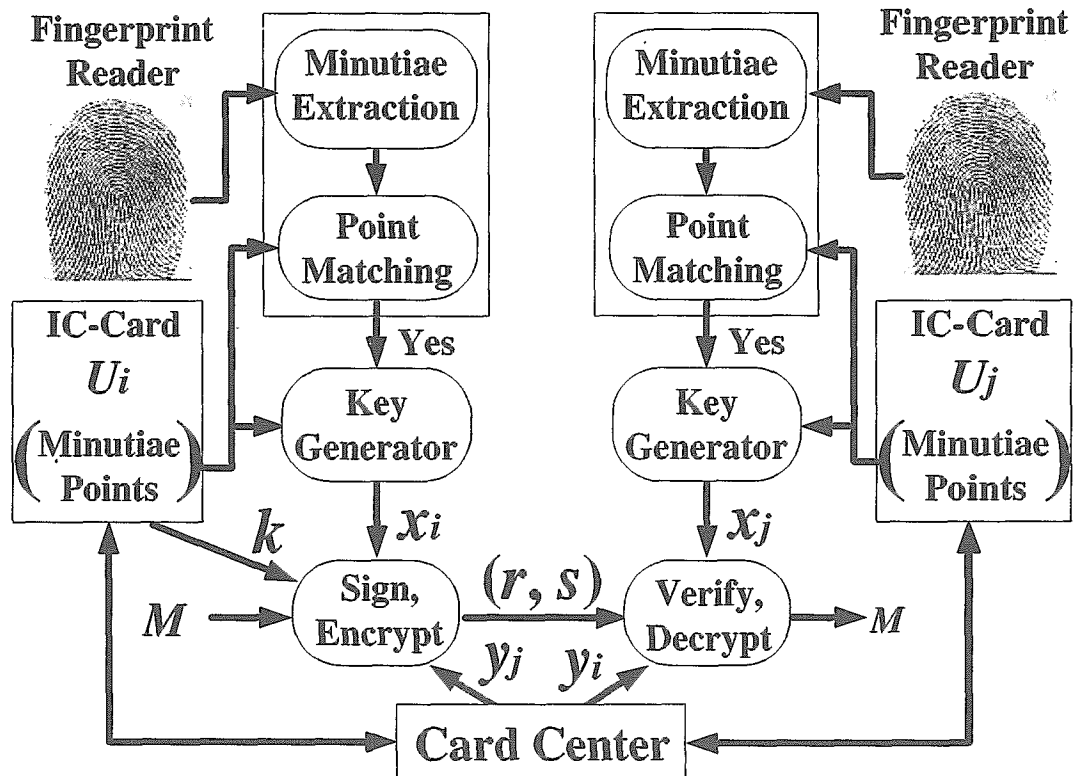 Fingerprint
Reader
Minutiae
Extraction
Point
Matching
Yes
IC-Card
Ui
(Minutiae
Points)
Key
Generator
k
xi
M
Sign,
Encrypt
(r, s)
yj
yi
Card Center
Minutiae
Extraction
Fingerprint
Reader
Point
Matching
Yes
IC-Card
Uj
(Minutiae
Points)
Key
Generator
xj
Verify,
Decrypt
M